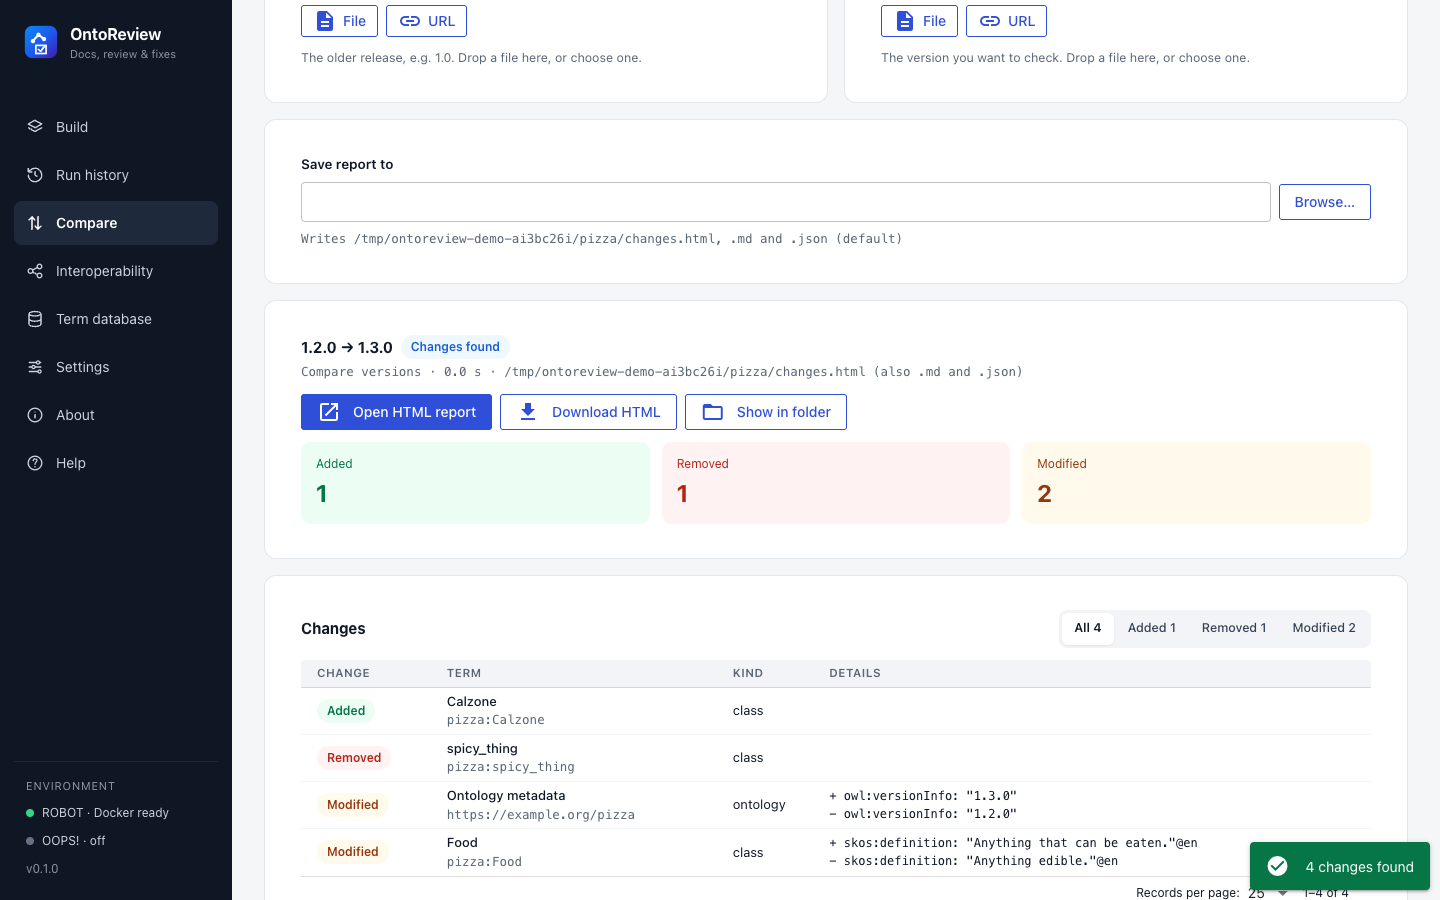 OntoReview
Docs, review & fixes
Build
Run history
Compare
Interoperability
Term database
Settings
About
Help
ENVIRONMENT
ROBOT · Docker ready
OOPS! · off
v0.1.0
File
URL
The older release, e.g. 1.0. Drop a file here, or choose one.
File
URL
The version you want to check. Drop a file here, or choose one.
Save report to
Browse...
Writes /tmp/ontoreview-demo-ai3bc26i/pizza/changes.html, .md and .json (default)
1.2.0 → 1.3.0 Changes found
Compare versions · 0.0 s · /tmp/ontoreview-demo-ai3bc26i/pizza/changes.html (also .md and .json)
Open HTML report
Download HTML
Show in folder
Added
1
Removed
1
Modified
2
Changes
All 4
Added 1
Removed 1
Modified 2
CHANGE TERM KIND DETAILS
Added
Calzone
pizza:Calzone
class
Removed
spicy_thing
pizza:spicy_thing
class
Modified
Ontology metadata
https://example.org/pizza
ontology
+ owl:versionInfo: "1.3.0"
− owl:versionInfo: "1.2.0"
Modified
Food
pizza:Food
class
+ skos:definition: "Anything that can be eaten."@en
− skos:definition: "Anything edible."@en
4 changes found
Records per page: 25 1–4 of 4